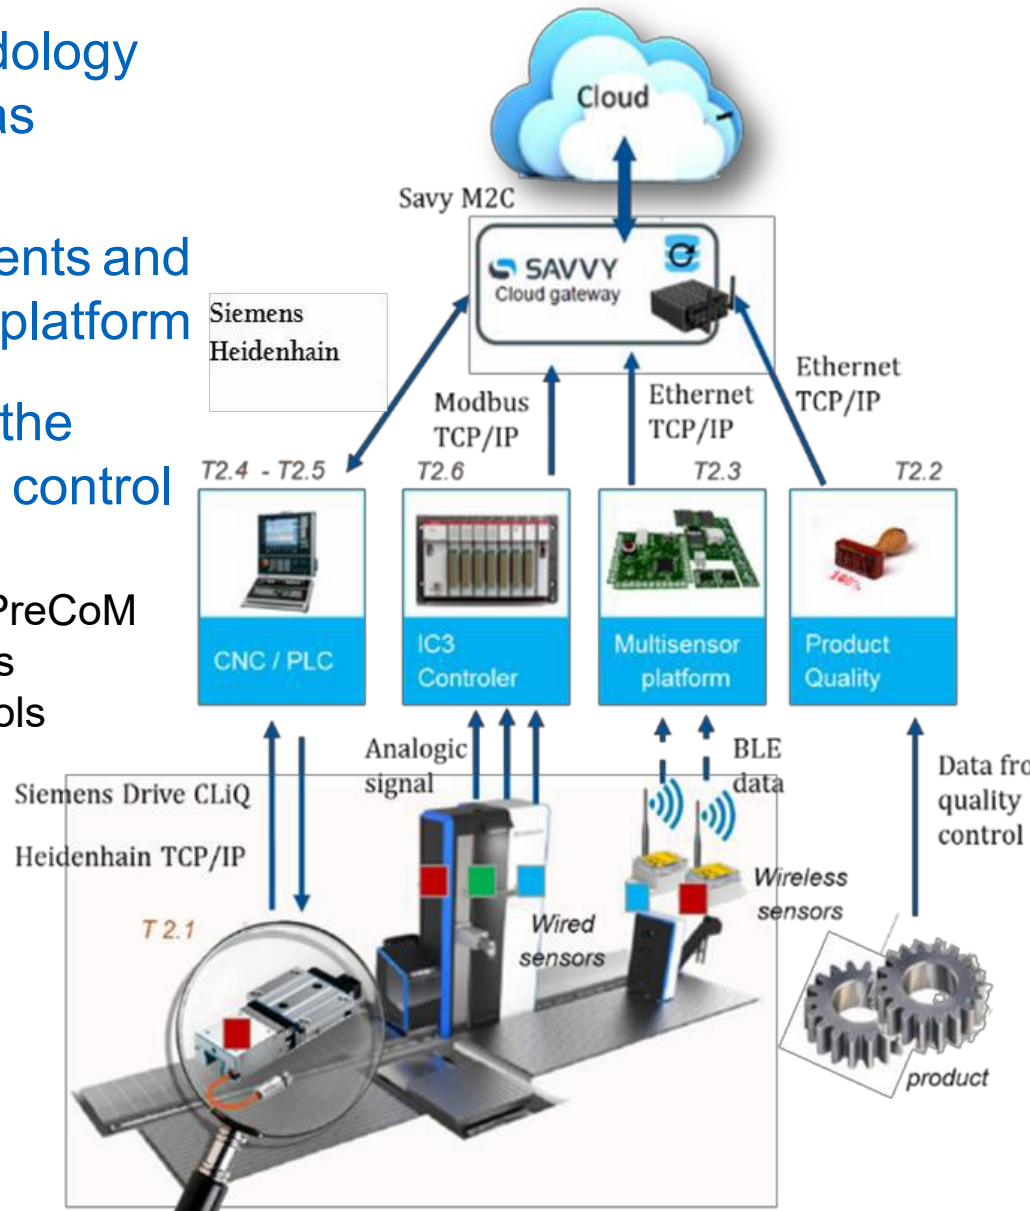 dology
as
ents and
platform
the
control
PreCoM
s
ols
Cloud
Savy M2C
SAVVY
Cloud gateway
Siemens
Heidenhain
Modbus
TCP/IP
Ethernet
TCP/IP
Ethernet
TCP/IP
T2.4 - T2.5
T2.6
T2.3
T2.2
CNC / PLC
IC3
Controler
Multisensor
platform
Product
Quality
100%
Analogic
signal
BLE
data
Data fro
quality
control
Siemens Drive CLiQ
Heidenhain TCP/IP
T 2.1
Wired
sensors
Wireless
sensors
product